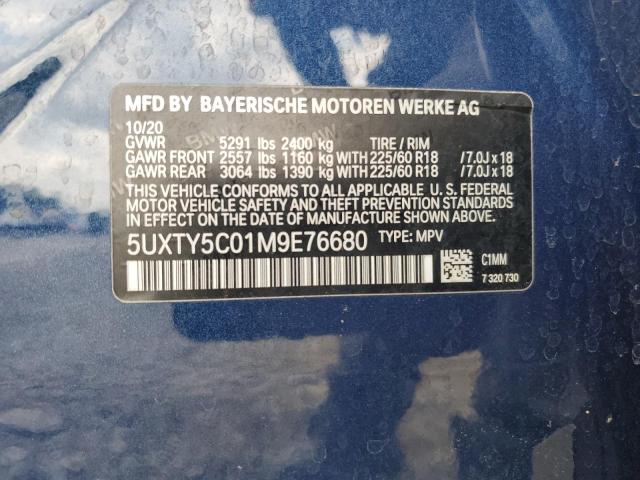 MFD BY BAYERISCHE MOTOREN WERKE AG
10/20
GVWR 5291 lbs 2400 kg TIRE / RIM
GAWR FRONT 2557 lbs 1160 kg WITH 225/60 R18 /7.0J x 18
GAWR REAR 3064 lbs 1390 kg WITH 225/60 R18 /7.0J x 18
THIS VEHICLE CONFORMS TO ALL APPLICABLE U. S. FEDERAL
MOTOR VEHICLE SAFETY AND THEFT PREVENTION STANDARDS
IN EFFECT ON THE DATE OF MANUFACTURE SHOWN ABOVE.
5UXTY5C01M9E76680 TYPE: MPV
C1MM
7 320 730